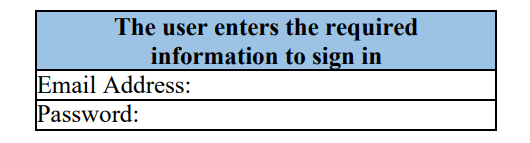 The user enters the required
information to sign in
Email Address:
Password: